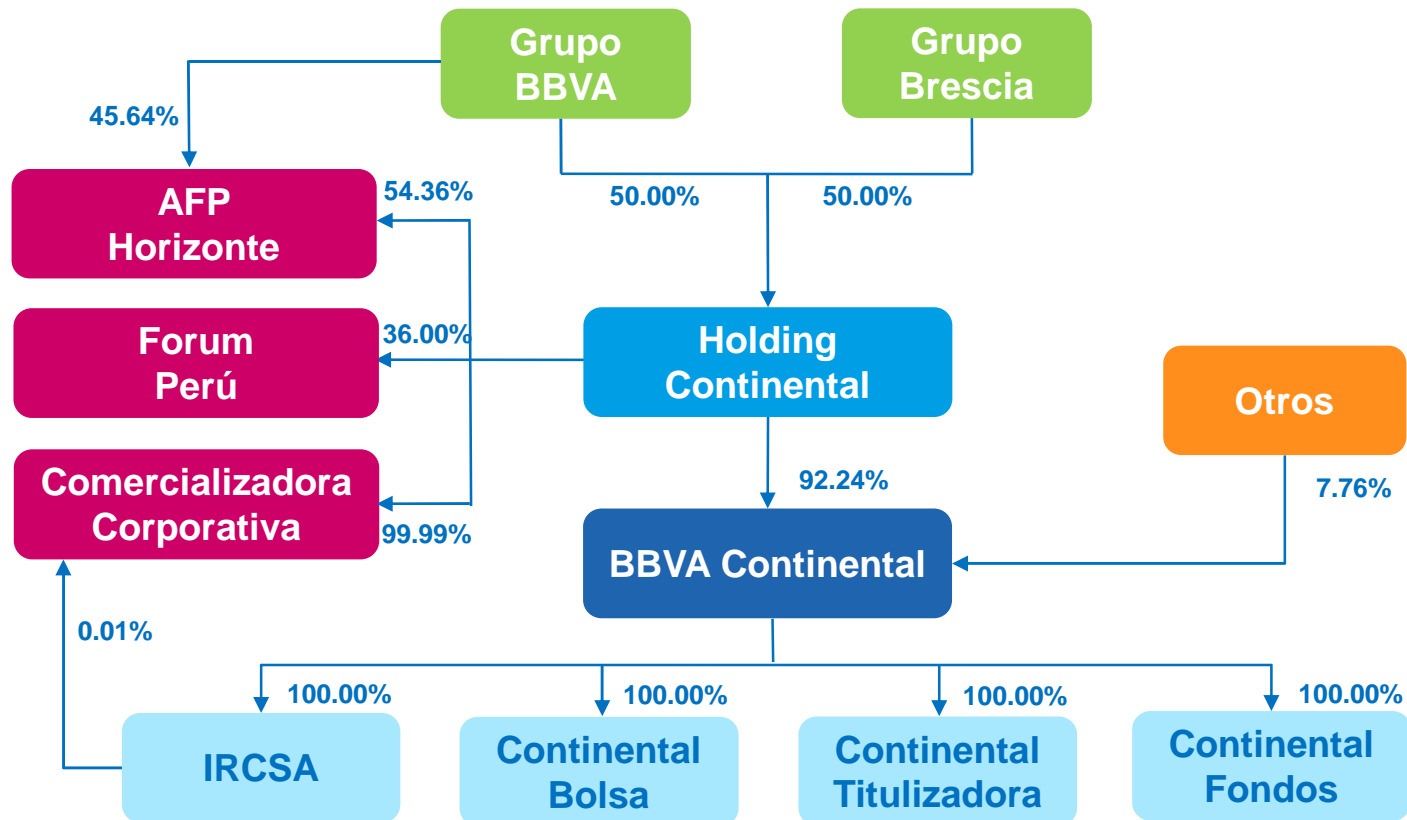 Grupo
BBVA
Grupo
Brescia
45.64%
AFP
Horizonte
54.36%
50.00%
50.00%
Forum
Perú
36.00%
Holding
Continental
Otros
Comercializadora
Corporativa
99.99%
92.24%
7.76%
BBVA Continental
0.01%
100.00%
100.00%
100.00%
100.00%
IRCSA
Continental
Bolsa
Continental
Titulizadora
Continental
Fondos